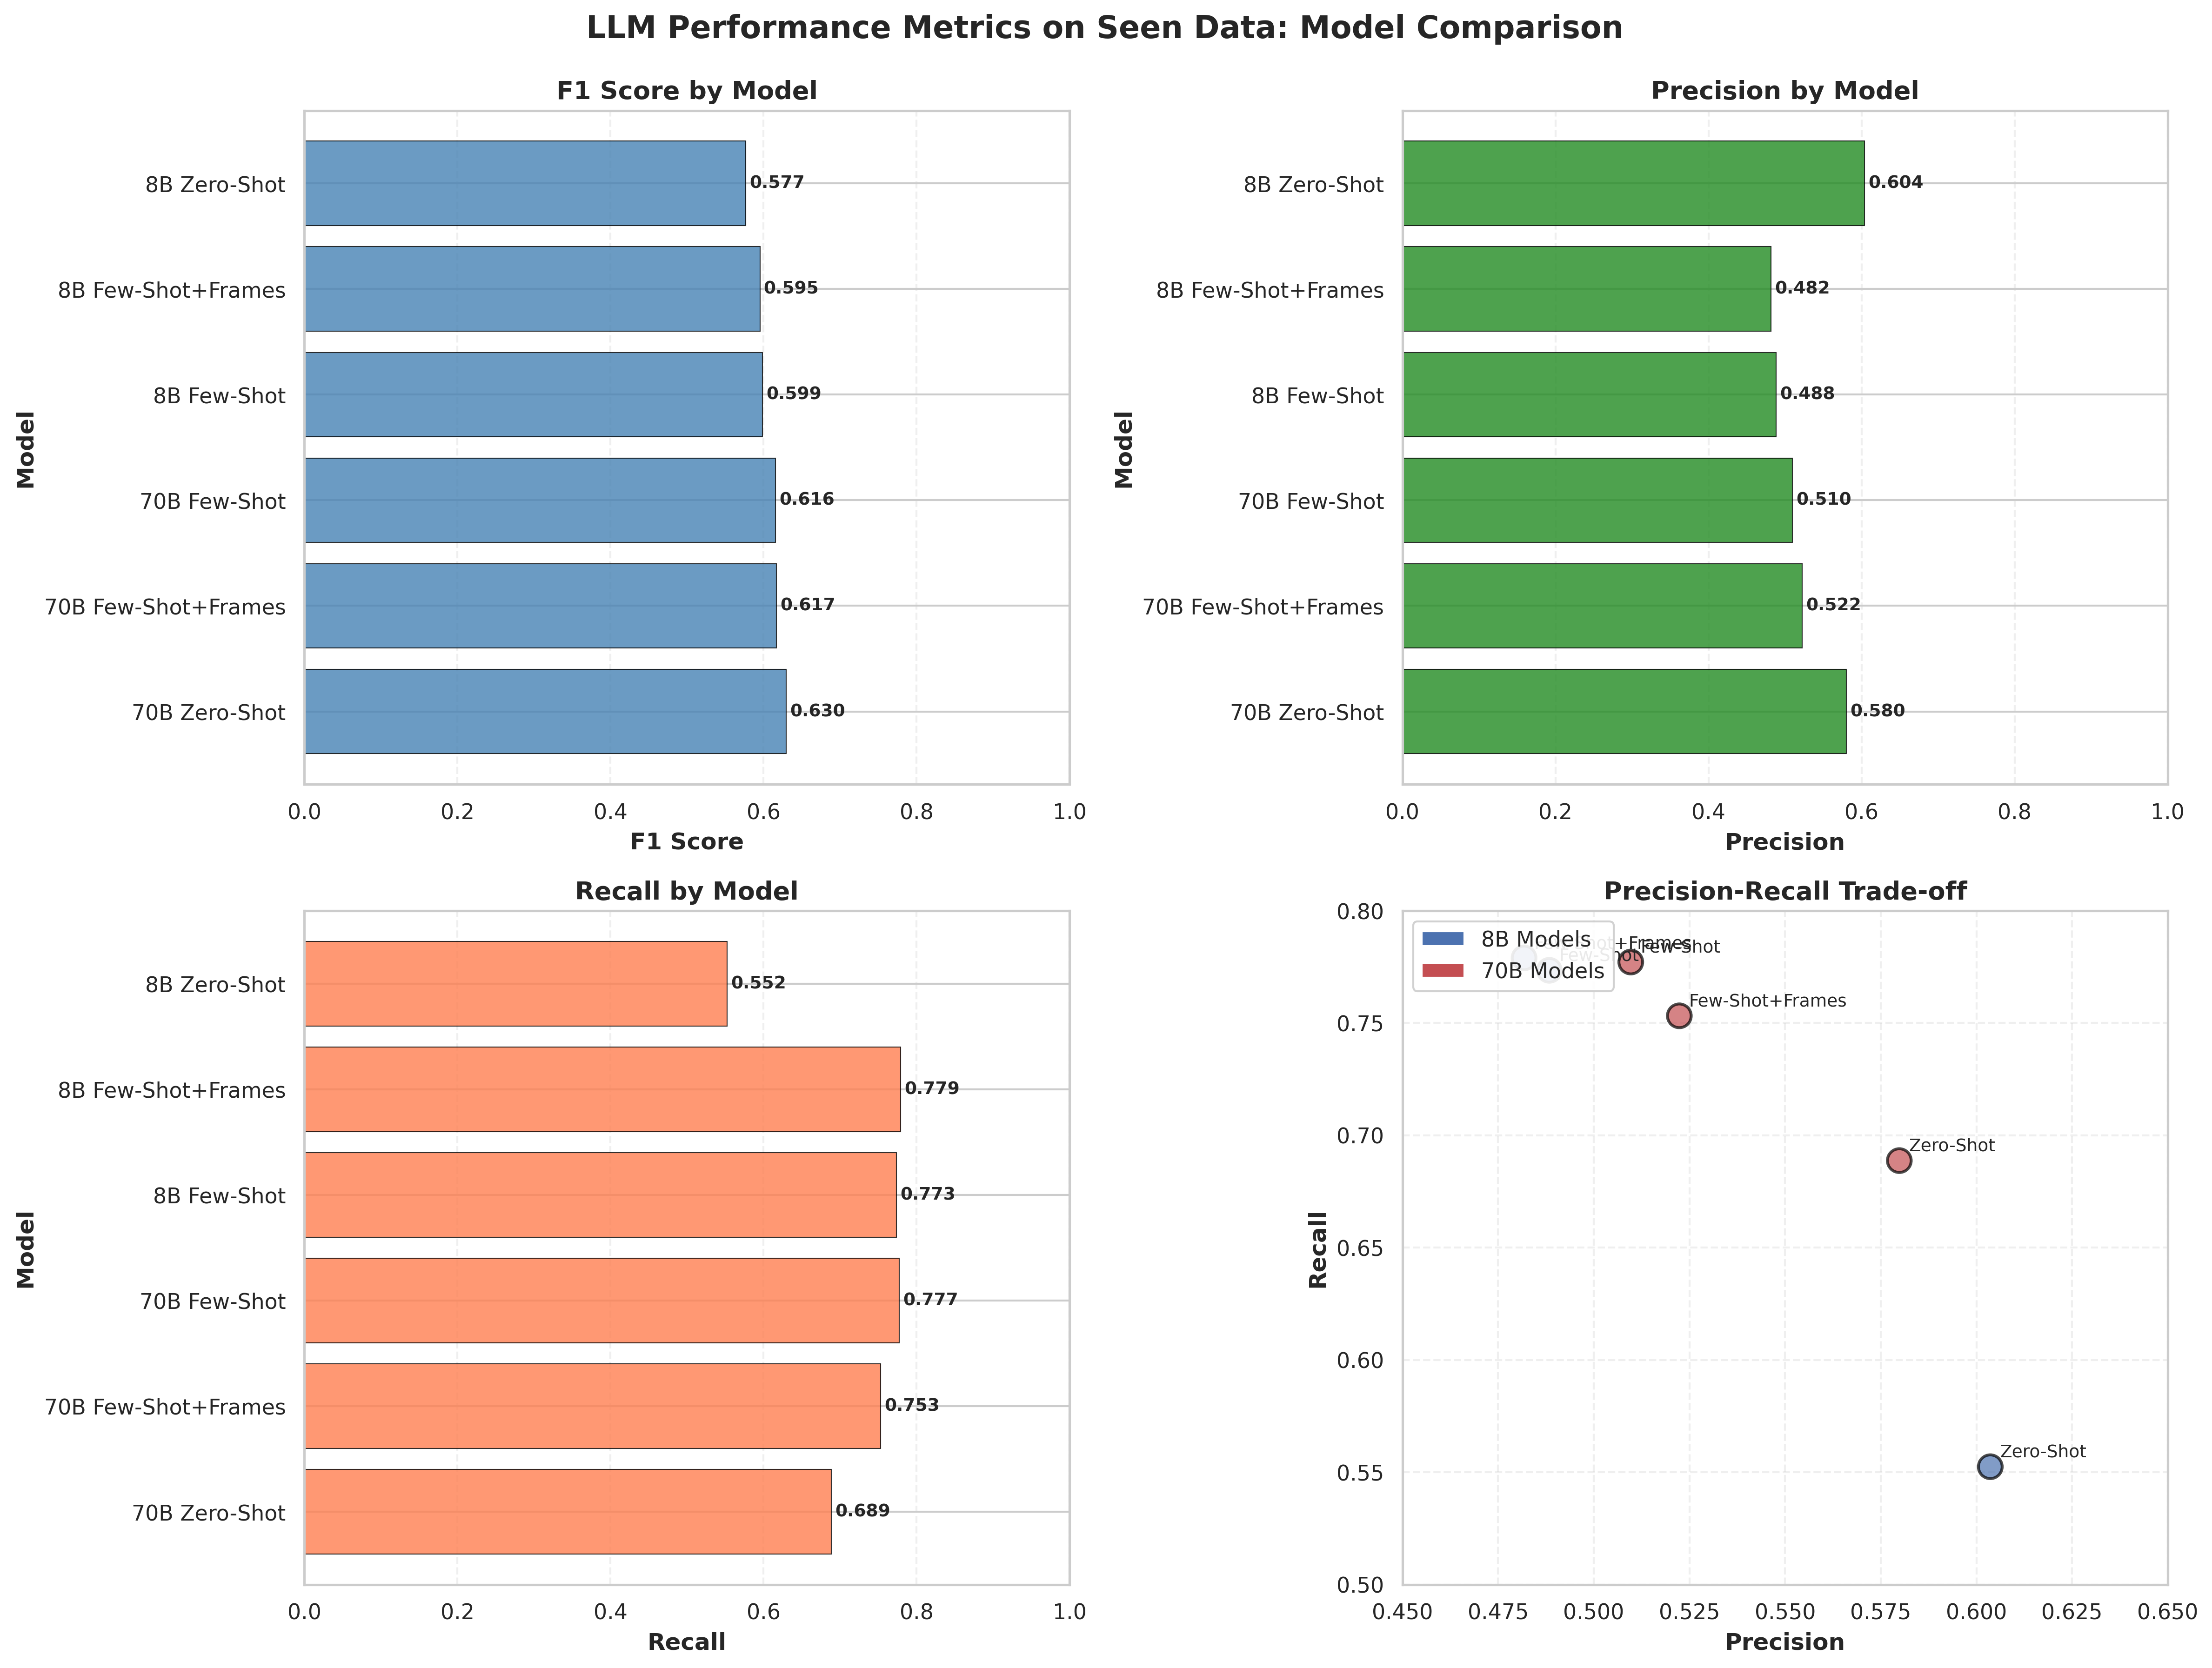 LLM Performance Metrics on Seen Data: Model Comparison
F1 Score by Model
Model
8B Zero-Shot
8B Few-Shot+Frames
8B Few-Shot
70B Few-Shot
70B Few-Shot+Frames
70B Zero-Shot
0.577
0.595
0.599
0.616
0.617
0.630
0.0 0.2 0.4 0.6 0.8 1.0
F1 Score
Precision by Model
Model
8B Zero-Shot
8B Few-Shot+Frames
8B Few-Shot
70B Few-Shot
70B Few-Shot+Frames
70B Zero-Shot
0.604
0.482
0.488
0.510
0.522
0.580
0.0 0.2 0.4 0.6 0.8 1.0
Precision
Recall by Model
Model
8B Zero-Shot
8B Few-Shot+Frames
8B Few-Shot
70B Few-Shot
70B Few-Shot+Frames
70B Zero-Shot
0.552
0.779
0.773
0.777
0.753
0.689
0.0 0.2 0.4 0.6 0.8 1.0
Recall
Precision-Recall Trade-off
Recall
0.80
0.75
0.70
0.65
0.60
0.55
0.50
8B Models
70B Models
Few-Shot
Few-Shot
Few-Shot+Frames
Zero-Shot
Zero-Shot
0.450 0.475 0.500 0.525 0.550 0.575 0.600 0.625 0.650
Precision